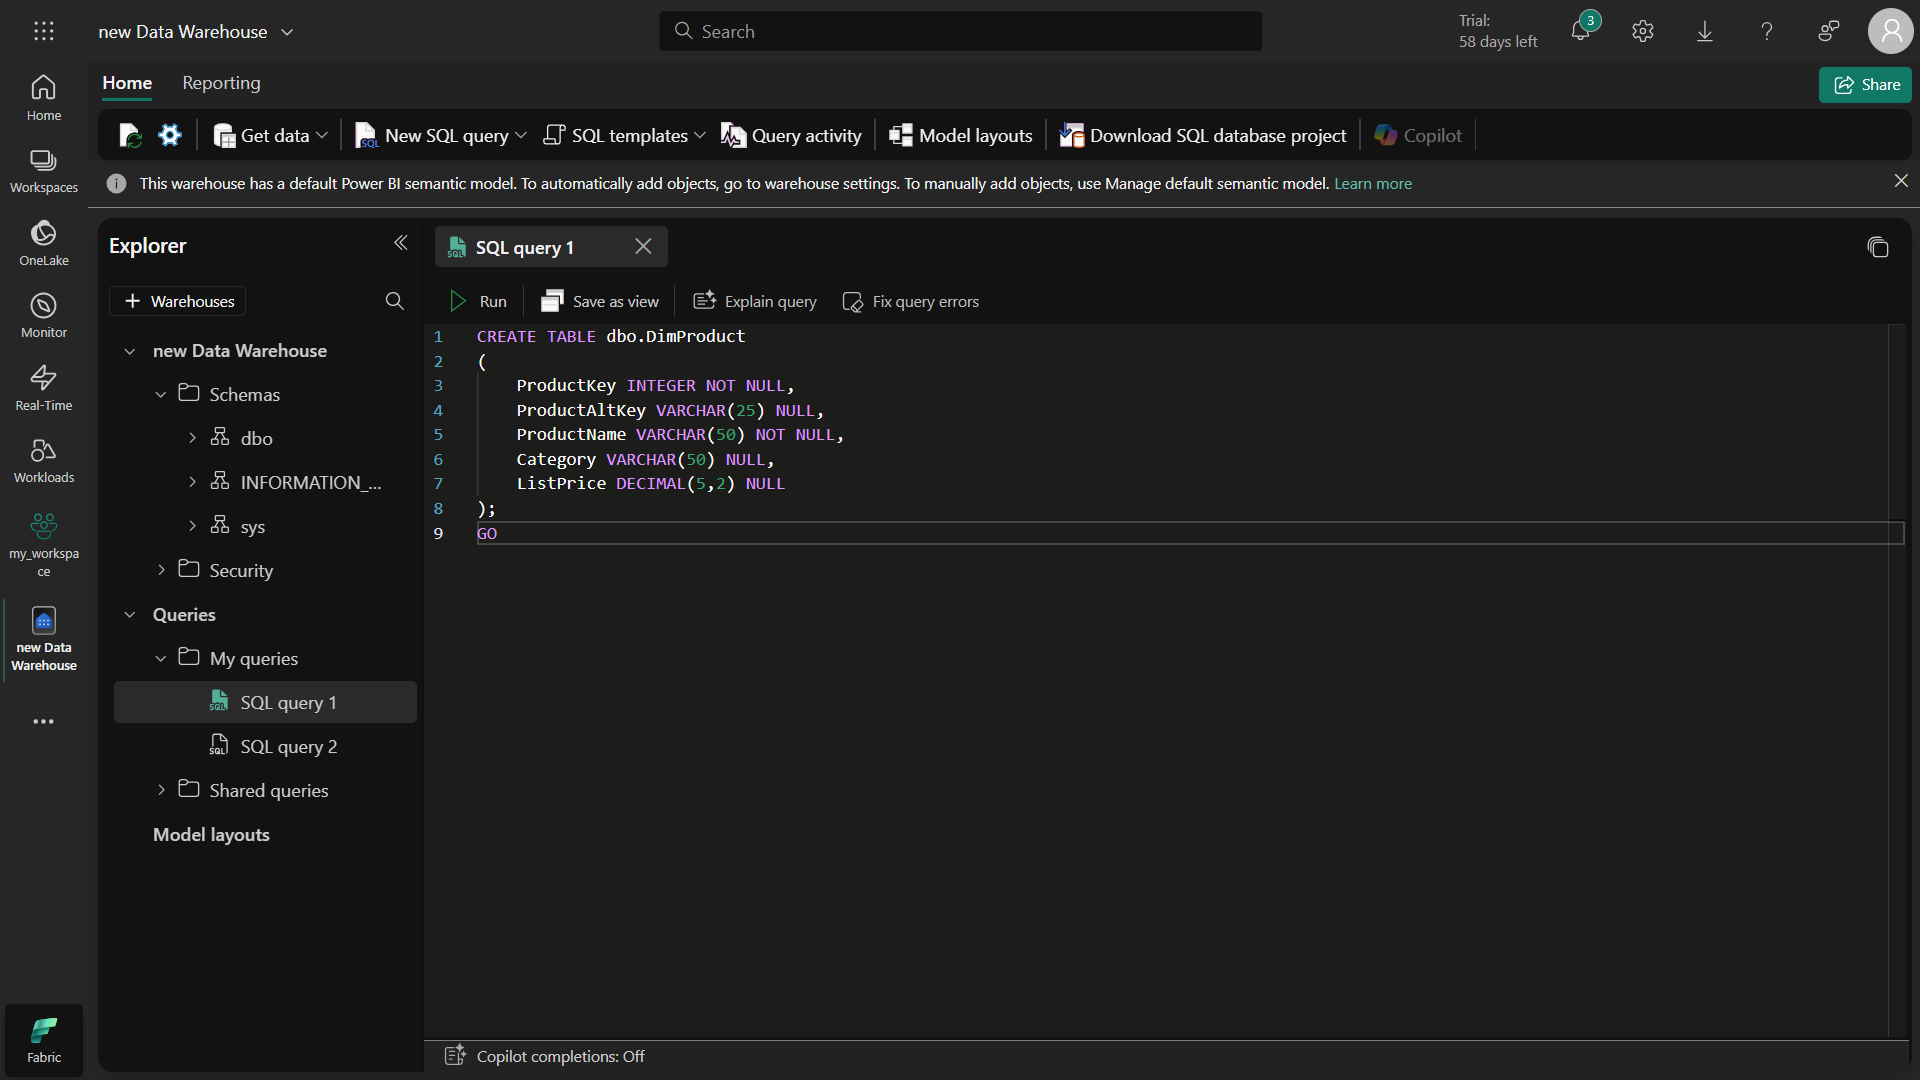 new Data Warehouse
Search
Trial:
58 days left
3
Home
Reporting
Share
Get data
New SQL query
SQL templates
Query activity
Model layouts
Download SQL database project
Copilot
This warehouse has a default Power BI semantic model. To automatically add objects, go to warehouse settings. To manually add objects, use Manage default semantic model. Learn more
Home
Workspaces
OneLake
Monitor
Real-Time
Workloads
my_workspa
ce
new Data
Warehouse
Fabric
Explorer
Warehouses
new Data Warehouse
Schemas
dbo
INFORMATION_...
sys
Security
Queries
My queries
SQL query 1
SQL query 2
Shared queries
Model layouts
SQL query 1
Run
Save as view
Explain query
Fix query errors
1 CREATE TABLE dbo.DimProduct
2 (
3 ProductKey INTEGER NOT NULL,
4 ProductAltKey VARCHAR(25) NULL,
5 ProductName VARCHAR(50) NOT NULL,
6 Category VARCHAR(50) NULL,
7 ListPrice DECIMAL(5,2) NULL
8 );
9 GO
Copilot completions: Off